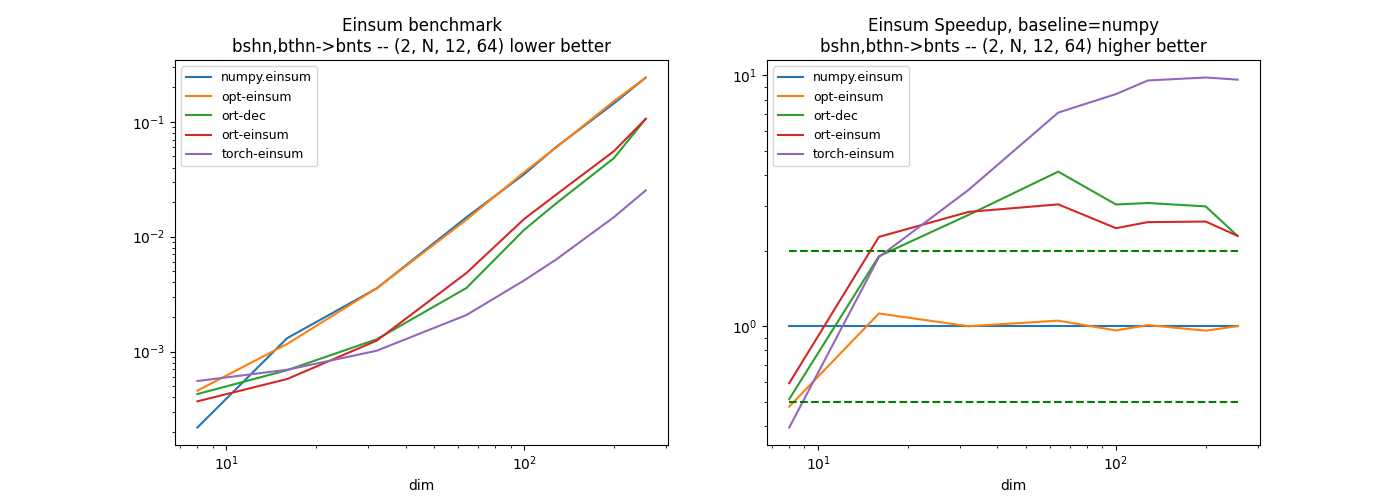 Einsum benchmark
bshn,bthn->bnts -- (2, N, 12, 64) lower better
numpy.einsum
opt-einsum
ort-dec
ort-einsum
torch-einsum
10⁻¹
10⁻²
10⁻³
10¹
10²
dim
Einsum Speedup, baseline=numpy
bshn,bthn->bnts -- (2, N, 12, 64) higher better
numpy.einsum
opt-einsum
ort-dec
ort-einsum
torch-einsum
10¹
10⁰
10¹
10²
dim